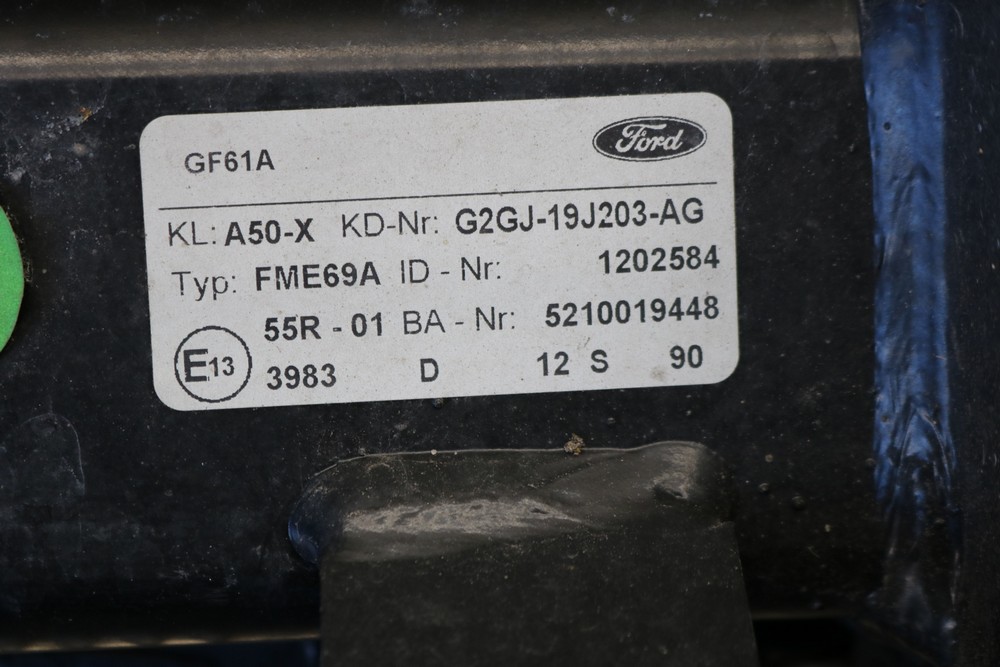 Ford
GF61A
KL: A50-X KD-Nr: G2GJ-19J203-AG
Typ: FME69A ID - Nr: 1202584
55R - 01 BA - Nr: 5210019448
E13 3983 D 12 S 90